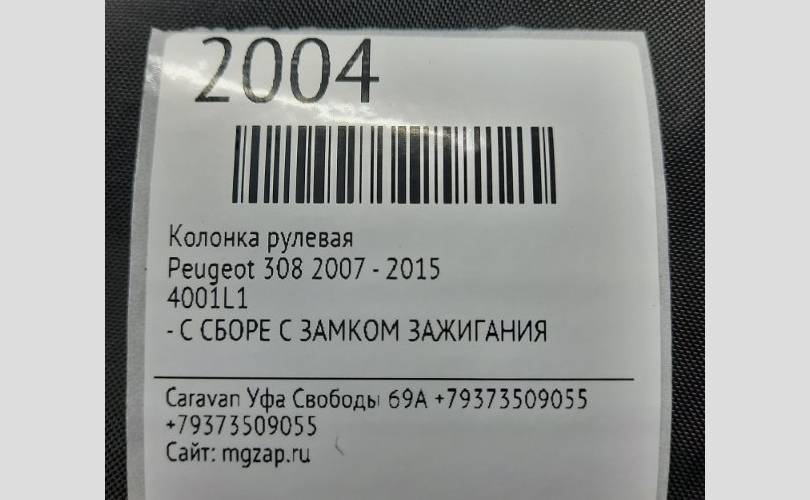 2004
Колонка рулевая
Peugeot 308 2007 - 2015
4001L1
- С СБОРЕ С ЗАМКОМ ЗАЖИГАНИЯ
Caravan Уфа Свободы 69А +79373509055
+79373509055
Сайт: mgzap.ru